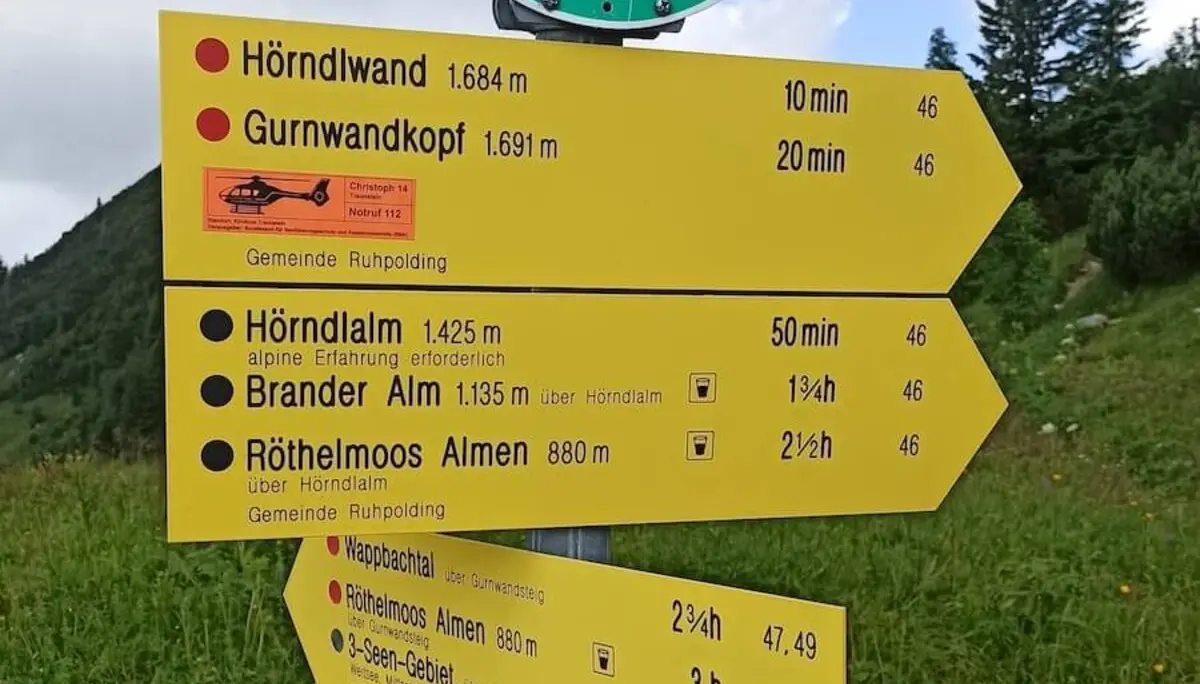 Hörndlwand 1.684 m 10 min 46
Gurnwandkopf 1.691 m 20 min 46
Christoph 14
Traunstein
Notruf 112
Gemeinde Ruhpolding
Hörndlalm 1.425 m 50 min 46
alpine Erfahrung erforderlich
Brander Alm 1.135 m über Hörndlalm 1¾h 46
Röthelmoos Almen 880 m 2½h 46
über Hörndlalm
Gemeinde Ruhpolding
Wappbachtal über Gurnwandsteig 2¾h 47, 49
Röthelmoos Almen 880 m
über Gurnwandsteig
3-Seen-Gebiet 3 h